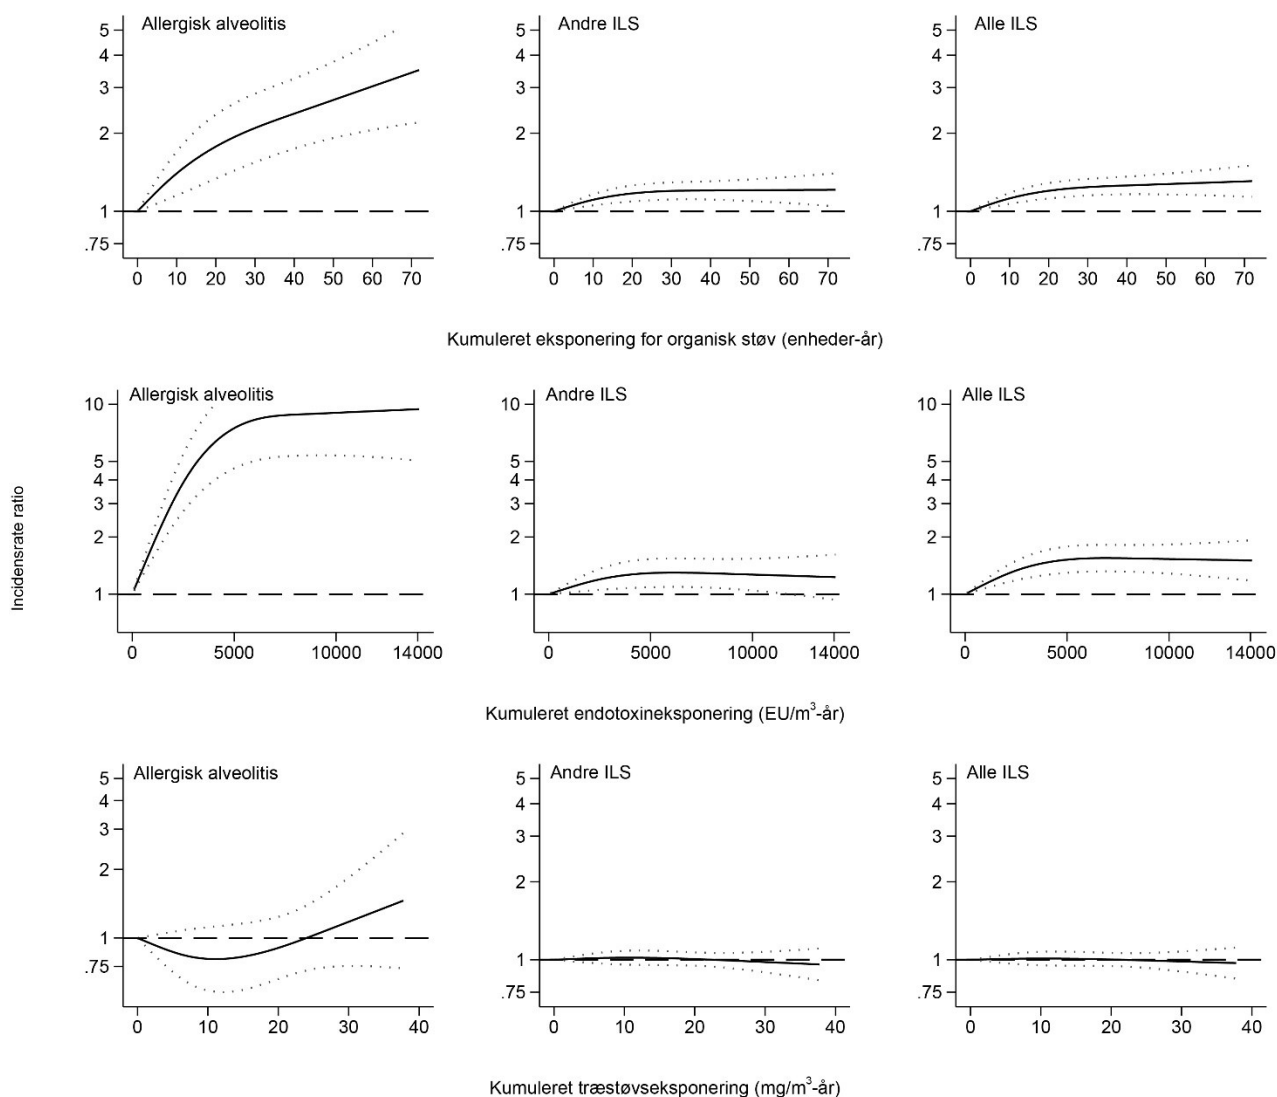 Allergisk alveolitis
5
4
3
2
1
.75
0 10 20 30 40 50 60 70
Andre ILS
5
4
3
2
1
.75
0 10 20 30 40 50 60 70
Alle ILS
5
4
3
2
1
.75
0 10 20 30 40 50 60 70
Kumuleret eksponering for organisk støv (enheder-år)
Incidensrate ratio
Allergisk alveolitis
10
5
4
3
2
1
0 5000 10000 14000
Andre ILS
10
5
4
3
2
1
0 5000 10000 14000
Alle ILS
10
5
4
3
2
1
0 5000 10000 14000
Kumuleret endotoxineksponering (EU/m³-år)
Allergisk alveolitis
5
4
3
2
1
.75
0 10 20 30 40
Andre ILS
5
4
3
2
1
.75
0 10 20 30 40
Alle ILS
5
4
3
2
1
.75
0 10 20 30 40
Kumuleret træstøvseksponering (mg/m³-år)